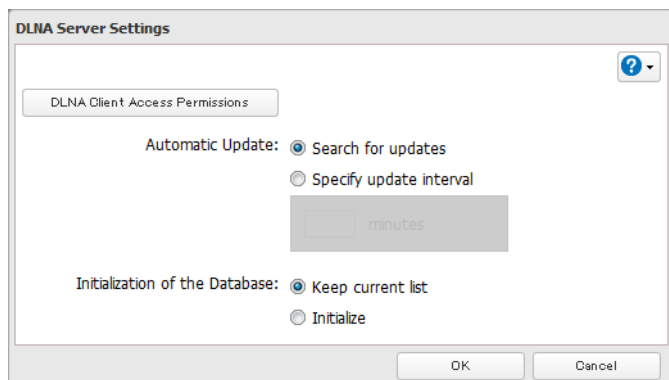 DLNA Server Settings
?
DLNA Client Access Permissions
Automatic Update: Search for updates
Specify update interval
minutes
Initialization of the Database: Keep current list
Initialize
OK Cancel